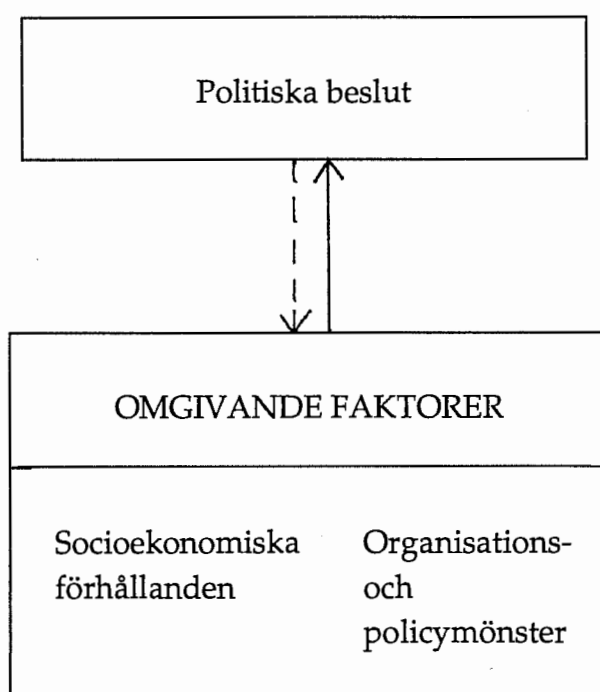 Politiska beslut
OMGIVANDE FAKTORER
Socioekonomiska
förhållanden
Organisations-
och
policymönster